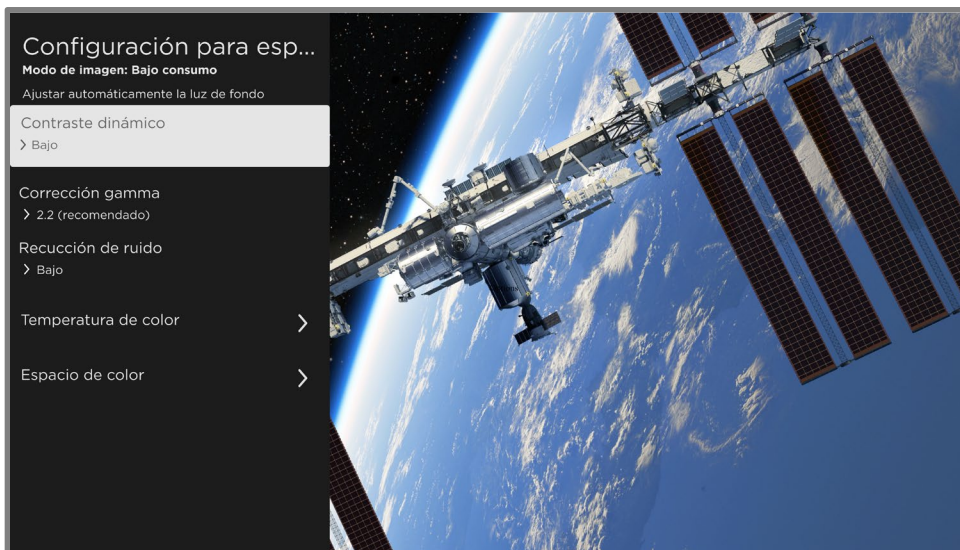 Configuración para esp...
Modo de imagen: Bajo consumo
Ajustar automáticamente la luz de fondo
Contraste dinámico
Bajo
Corrección gamma
2.2 (recomendado)
Recucción de ruido
Bajo
Temperatura de color
Espacio de color